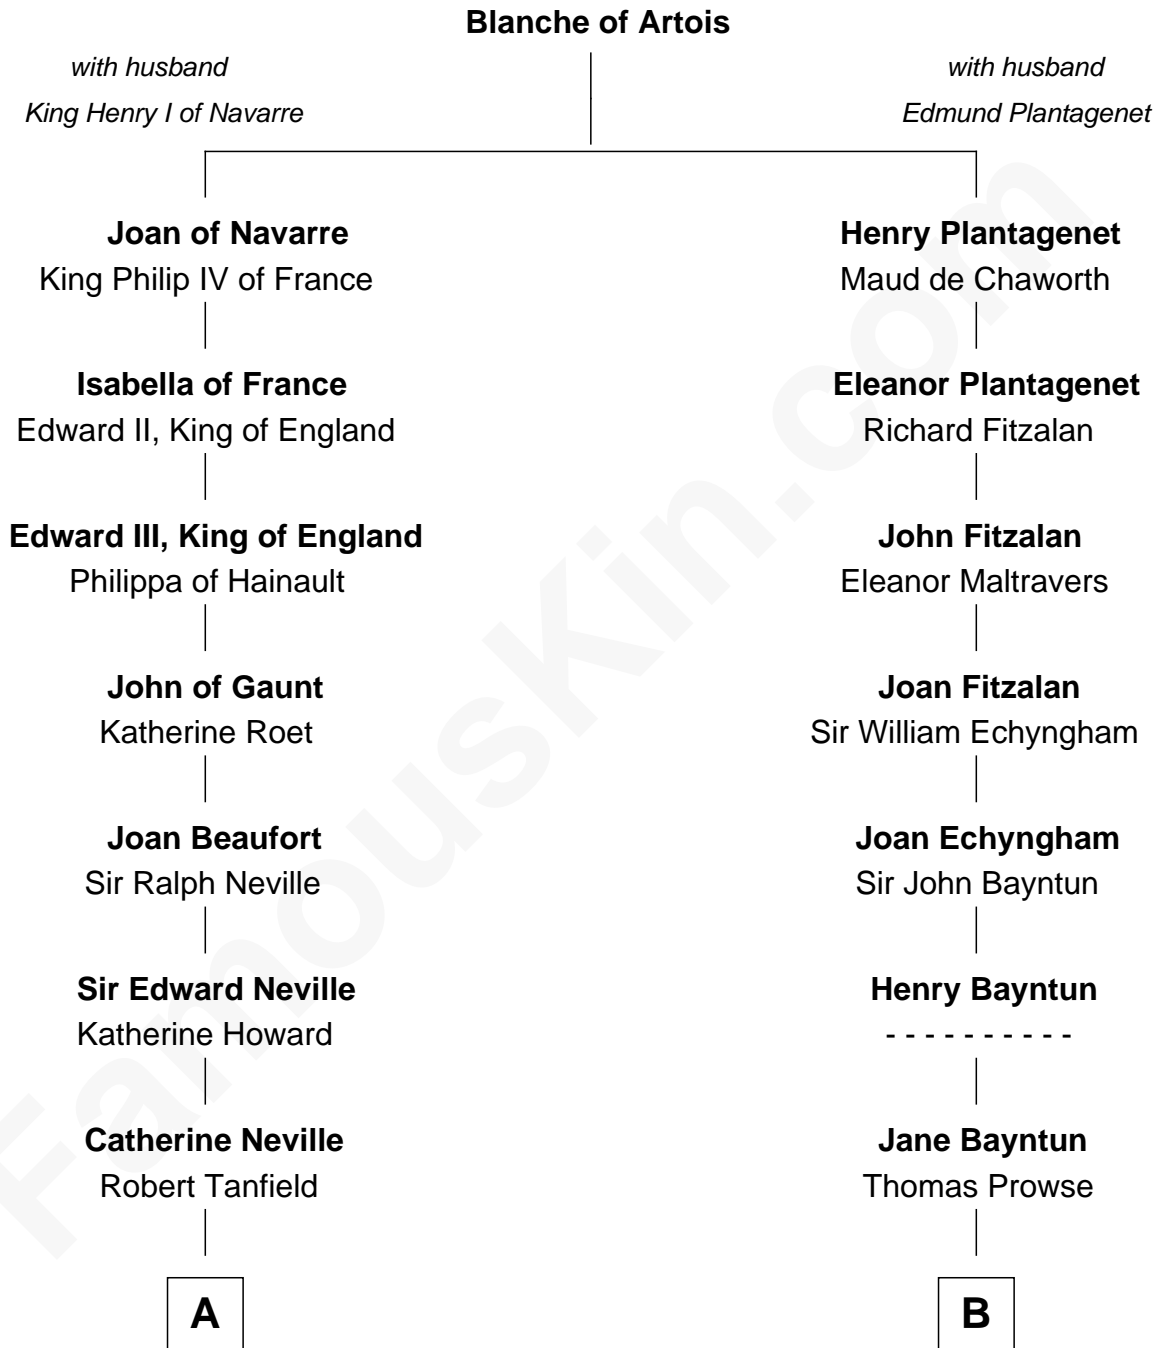 Blanche of Artois
with husband
King Henry I of Navarre
with husband
Edmund Plantagenet
Joan of Navarre
King Philip IV of France
Henry Plantagenet
Maud de Chaworth
Isabella of France
Edward II, King of England
Eleanor Plantagenet
Richard Fitzalan
Edward III, King of England
Philippa of Hainault
John Fitzalan
Eleanor Maltravers
John of Gaunt
Katherine Roet
Joan Fitzalan
Sir William Echyngham
Joan Beaufort
Sir Ralph Neville
Joan Echyngham
Sir John Bayntun
Sir Edward Neville
Katherine Howard
Henry Bayntun
- - - - - - - - - -
Catherine Neville
Robert Tanfield
Jane Bayntun
Thomas Prowse
A
B
FamousKin.com